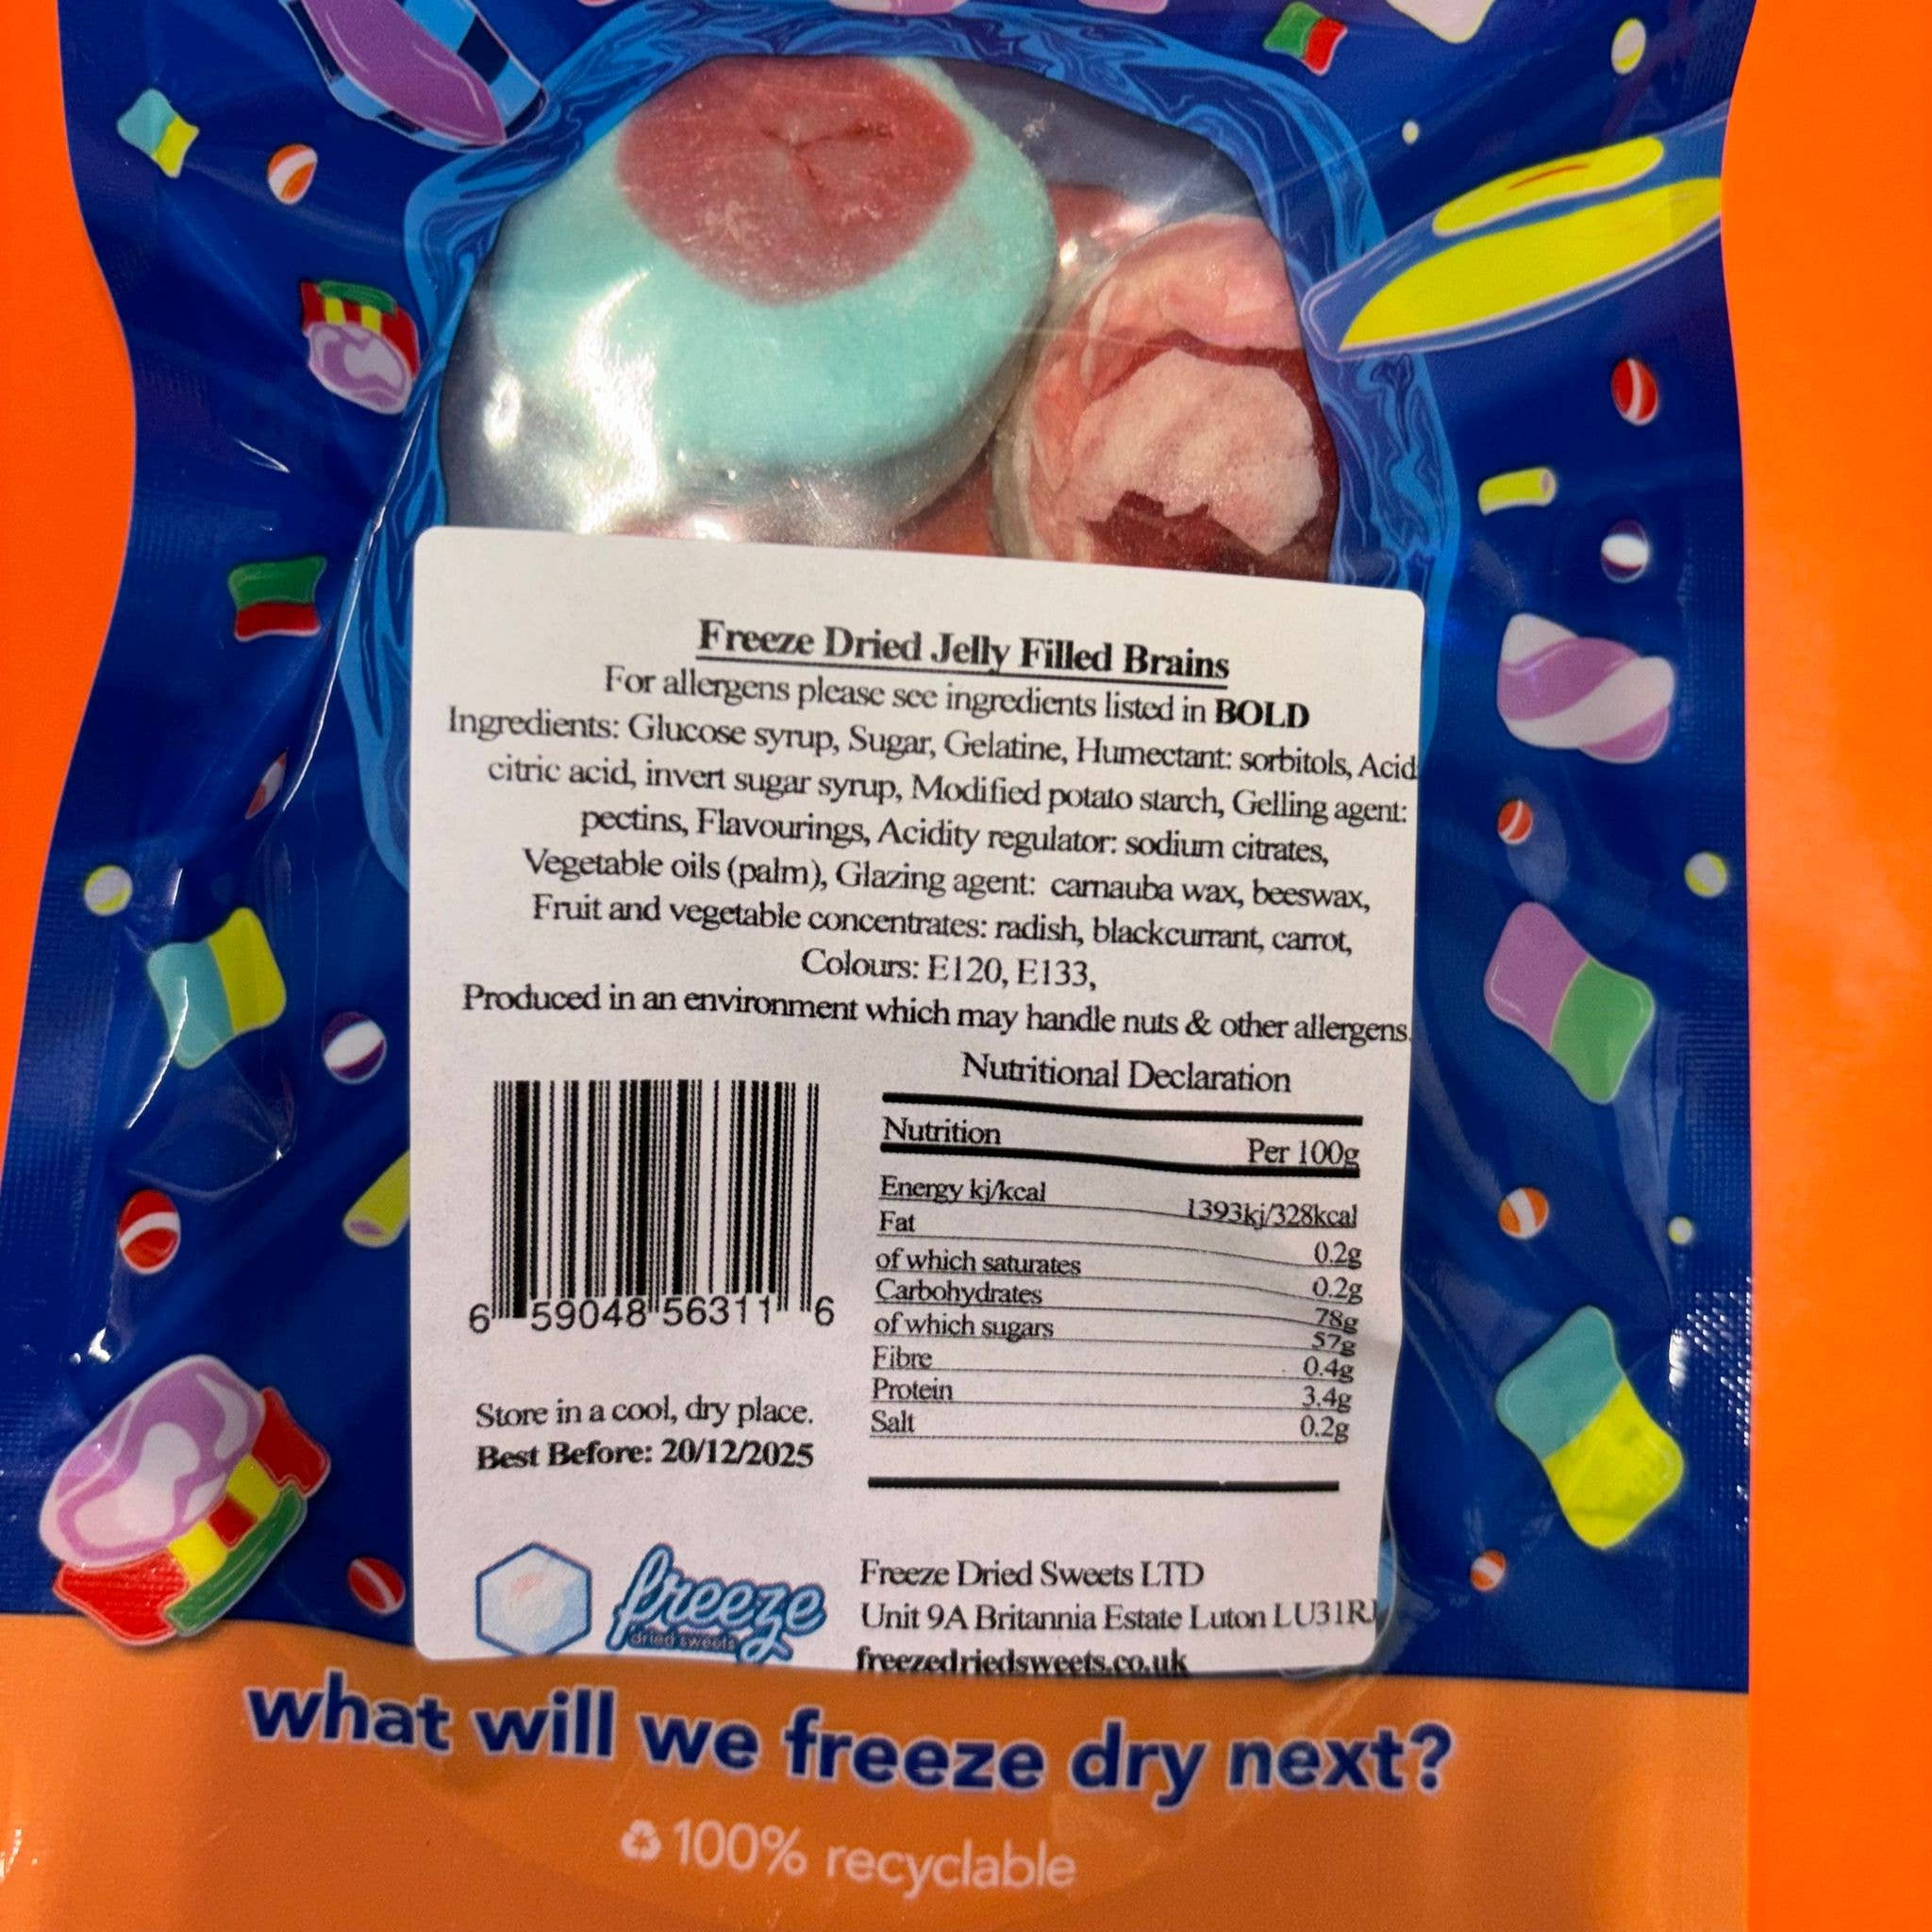 Freeze Dried Jelly Filled Brains
For allergens please see ingredients listed in BOLD
Ingredients: Glucose syrup, Sugar, Gelatine, Humectant: sorbitols, Acid:
citric acid, invert sugar syrup, Modified potato starch, Gelling agent:
pectins, Flavourings, Acidity regulator: sodium citrates,
Vegetable oils (palm), Glazing agent: carnauba wax, beeswax,
Fruit and vegetable concentrates: radish, blackcurrant, carrot,
Colours: E120, E133,
Produced in an environment which may handle nuts & other allergens.
Nutritional Declaration
Nutrition Per 100g
Energy kj/kcal 1393kj/328kcal
Fat 0.2g
of which saturates 0.2g
Carbohydrates 78g
of which sugars 57g
Fibre 0.4g
Protein 3.4g
Salt 0.2g
6 59048 56311 6
Store in a cool, dry place.
Best Before: 20/12/2025
freeze
dried sweets
Freeze Dried Sweets LTD
Unit 9A Britannia Estate Luton LU31RJ
freezedriedsweets.co.uk
what will we freeze dry next?
100% recyclable